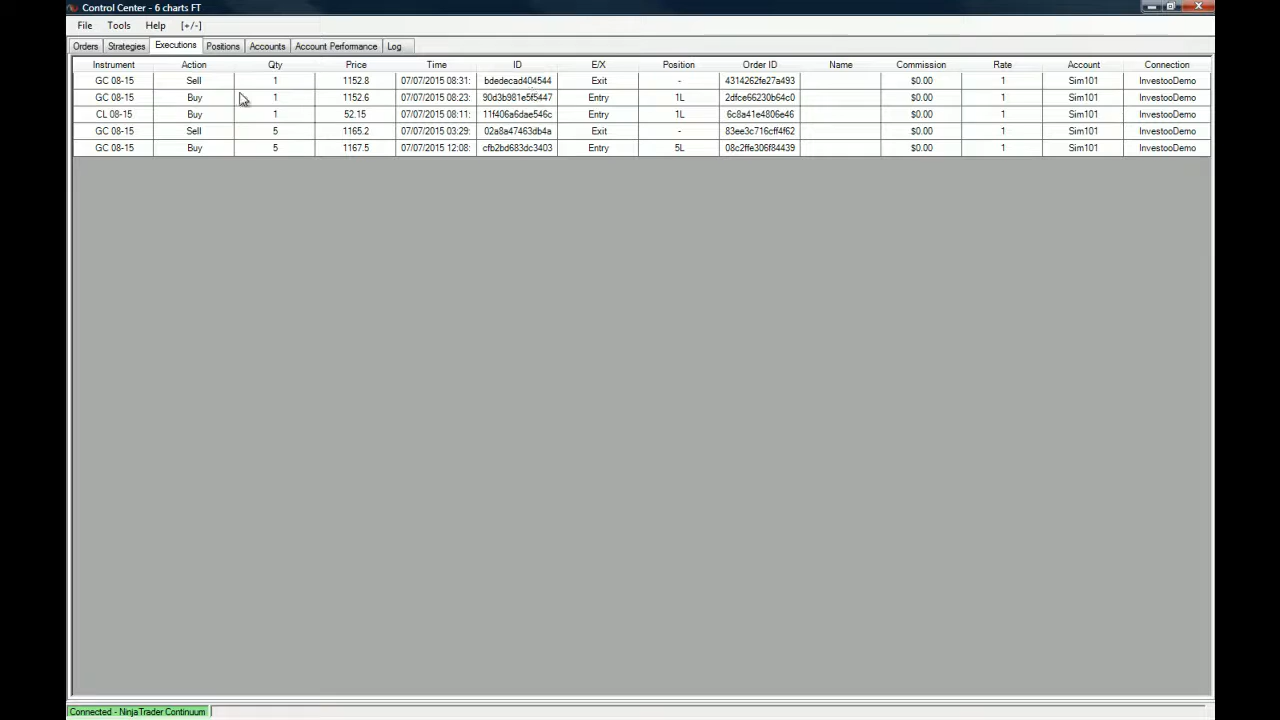 Control Center - 6 charts FT
File Tools Help [+/-]
Orders Strategies Executions Positions Accounts Account Performance Log
Instrument Action Qty Price Time ID E/X Position Order ID Name Commission Rate Account Connection
GC 08-15 Sell 1 1152.8 07/07/2015 08:31: bdedecad404544 Exit - 4314262fe27a493 $0.00 1 Sim101 InvestooDemo
GC 08-15 Buy 1 1152.6 07/07/2015 08:23: 90d3b981e5f5447 Entry 1L 2dfce66230b64c0 $0.00 1 Sim101 InvestooDemo
CL 08-15 Buy 1 52.15 07/07/2015 08:11: 11f406a6dae546c Entry 1L 6c8a41e4806e46 $0.00 1 Sim101 InvestooDemo
GC 08-15 Sell 5 1165.2 07/07/2015 03:29: 02a8a47463db4a Exit - 83ee3c716cff4f62 $0.00 1 Sim101 InvestooDemo
GC 08-15 Buy 5 1167.5 07/07/2015 12:08: cfb2bd683dc3403 Entry 5L 08c2ffe306f84439 $0.00 1 Sim101 InvestooDemo
Connected - NinjaTrader Continuum